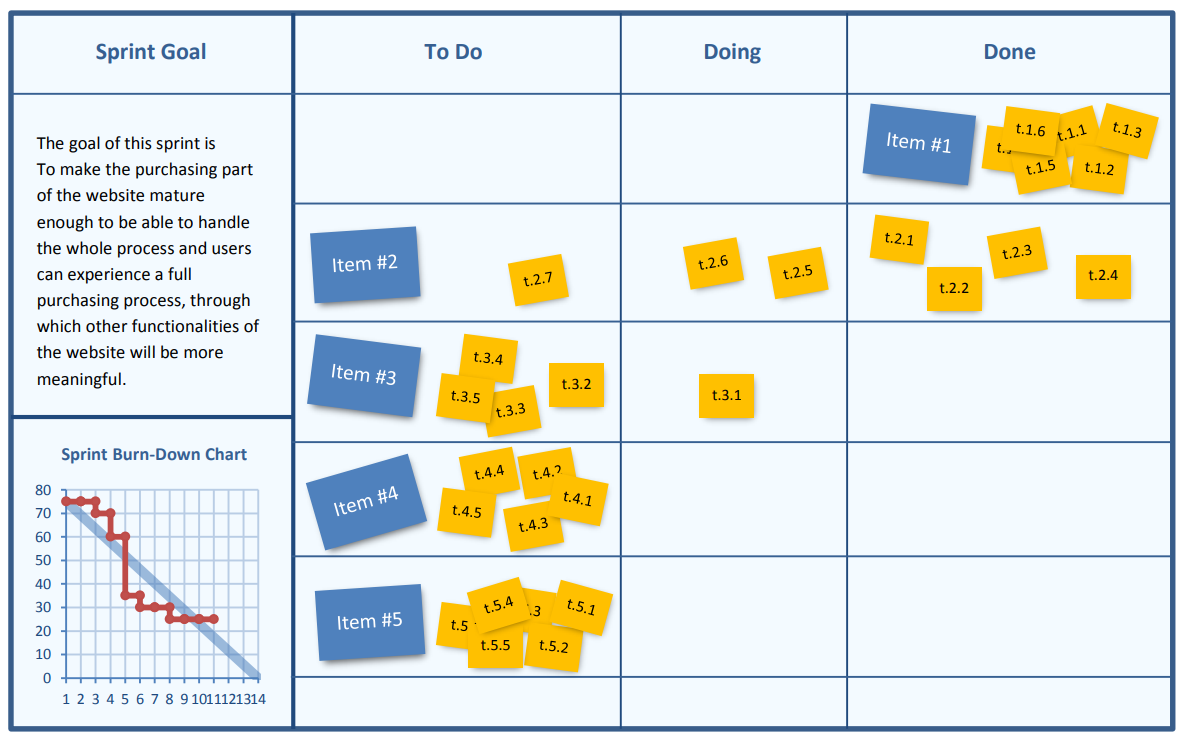 Sprint Goal
To Do
Doing
Done
The goal of this sprint is
To make the purchasing part
of the website mature
enough to be able to handle
the whole process and users
can experience a full
purchasing process, through
which other functionalities of
the website will be more
meaningful.
Item #1
t.1.6
t.1.1
t.1.3
t.1.5
t.1.2
Item #2
t.2.7
t.2.6
t.2.5
t.2.1
t.2.2
t.2.3
t.2.4
Item #3
t.3.4
t.3.5
t.3.3
t.3.2
t.3.1
Item #4
t.4.4
t.4.2
t.4.5
t.4.3
t.4.1
Item #5
t.5.4
t.5.1
t.5.5
t.5.2
Sprint Burn-Down Chart
80
70
60
50
40
30
20
10
0
1 2 3 4 5 6 7 8 9 10 11 12 13 14